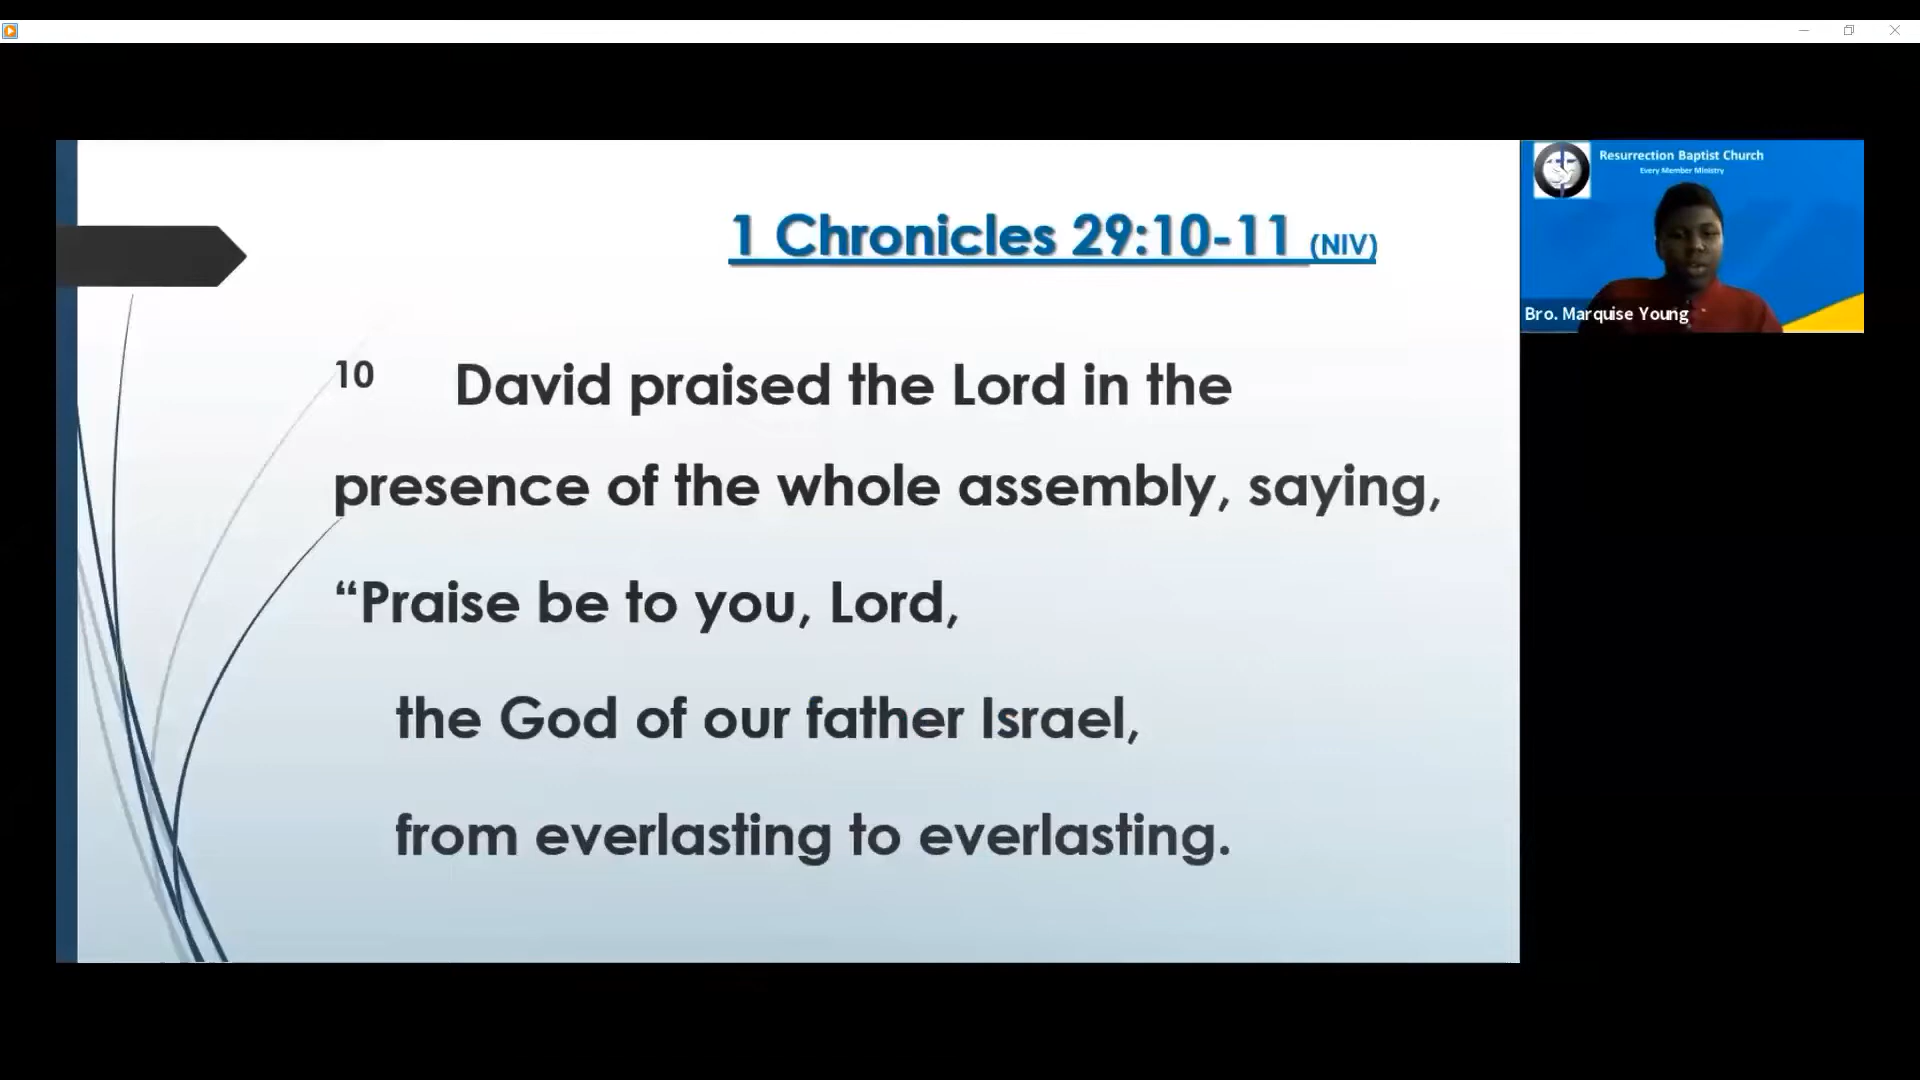 1 Chronicles 29:10-11 (NIV)
10 David praised the Lord in the
presence of the whole assembly, saying,
“Praise be to you, Lord,
the God of our father Israel,
from everlasting to everlasting.
Resurrection Baptist Church
Every Member Ministry
Bro. Marquise Young